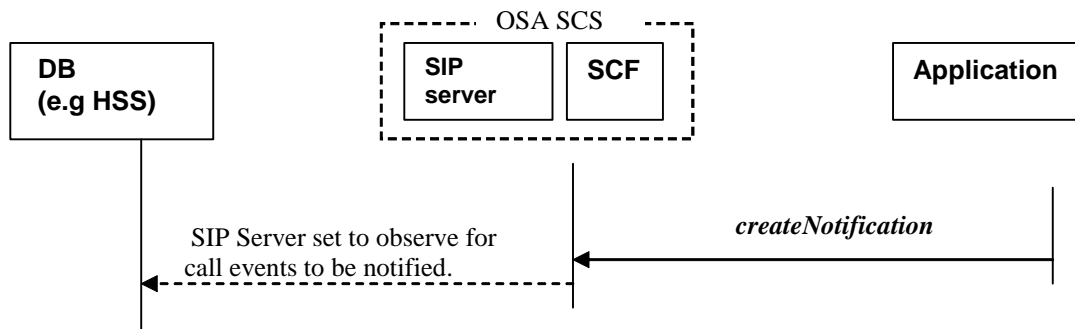 OSA SCS
DB
(e.g HSS)
SIP
server
SCF
Application
createNotification
SIP Server set to observe for
call events to be notified.